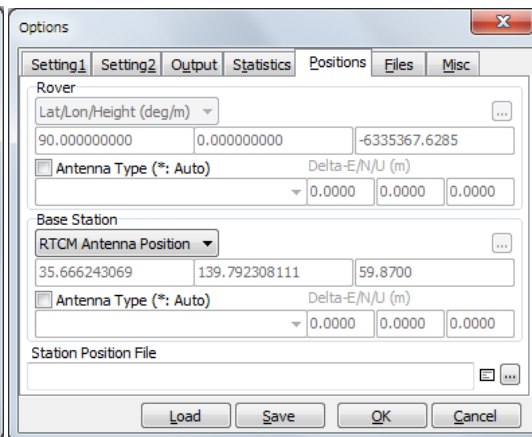 Options
Setting1 Setting2 Output Statistics Positions Files Misc
Rover
Lat/Lon/Height (deg/m) ...
90.000000000 0.000000000 -6335367.6285
Antenna Type (*: Auto) Delta-E/N/U (m)
0.0000 0.0000 0.0000
Base Station
RTCM Antenna Position ...
35.666243069 139.792308111 59.8700
Antenna Type (*: Auto) Delta-E/N/U (m)
0.0000 0.0000 0.0000
Station Position File
...
Load Save OK Cancel